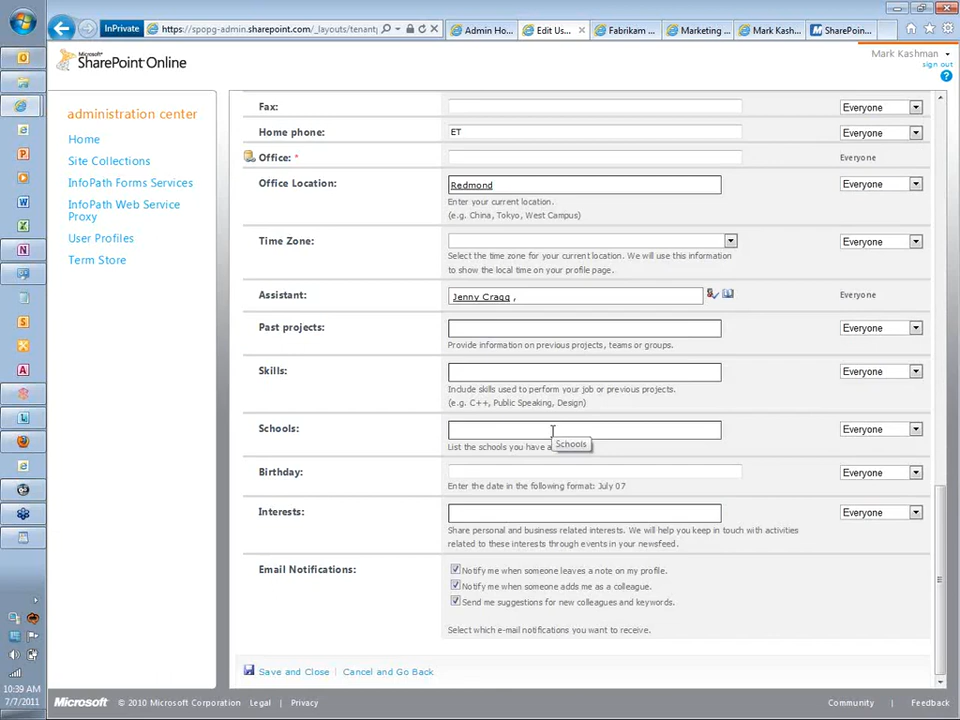 InPrivate
https://spopg-admin.sharepoint.com/_layouts/tenant
Admin Ho...
Edit Us...
Fabrikam ...
Marketing ...
Mark Kash...
SharePoin...
Microsoft
SharePoint Online
Mark Kashman
sign out
administration center
Home
Site Collections
InfoPath Forms Services
InfoPath Web Service
Proxy
User Profiles
Term Store
Fax:
Everyone
Home phone:
ET
Everyone
Office: *
Everyone
Office Location:
Redmond
Everyone
Enter your current location.
(e.g. China, Tokyo, West Campus)
Time Zone:
Everyone
Select the time zone for your current location. We will use this information
to show the local time on your profile page.
Assistant:
Jenny Cragg ,
Everyone
Past projects:
Everyone
Provide information on previous projects, teams or groups.
Skills:
Everyone
Include skills used to perform your job or previous projects.
(e.g. C++, Public Speaking, Design)
Schools:
Everyone
List the schools you have a
Schools
Birthday:
Everyone
Enter the date in the following format: July 07
Interests:
Everyone
Share personal and business related interests. We will help you keep in touch with activities
related to these interests through events in your newsfeed.
Email Notifications:
Notify me when someone leaves a note on my profile.
Notify me when someone adds me as a colleague.
Send me suggestions for new colleagues and keywords.
Select which e-mail notifications you want to receive.
Save and Close | Cancel and Go Back
10:39 AM
7/7/2011
Microsoft © 2010 Microsoft Corporation Legal | Privacy
Community | Feedback